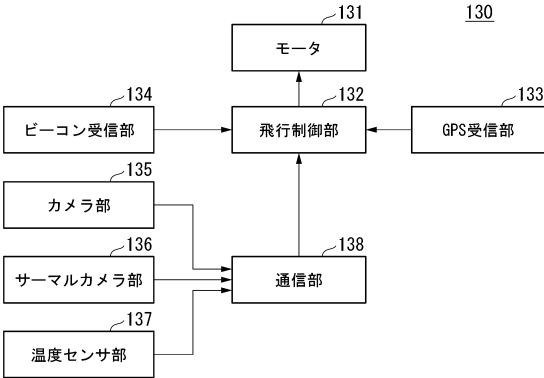 131
130
モータ
134
132
133
ビーコン受信部
飛行制御部
GPS受信部
135
カメラ部
136
138
サーマルカメラ部
通信部
137
温度センサ部